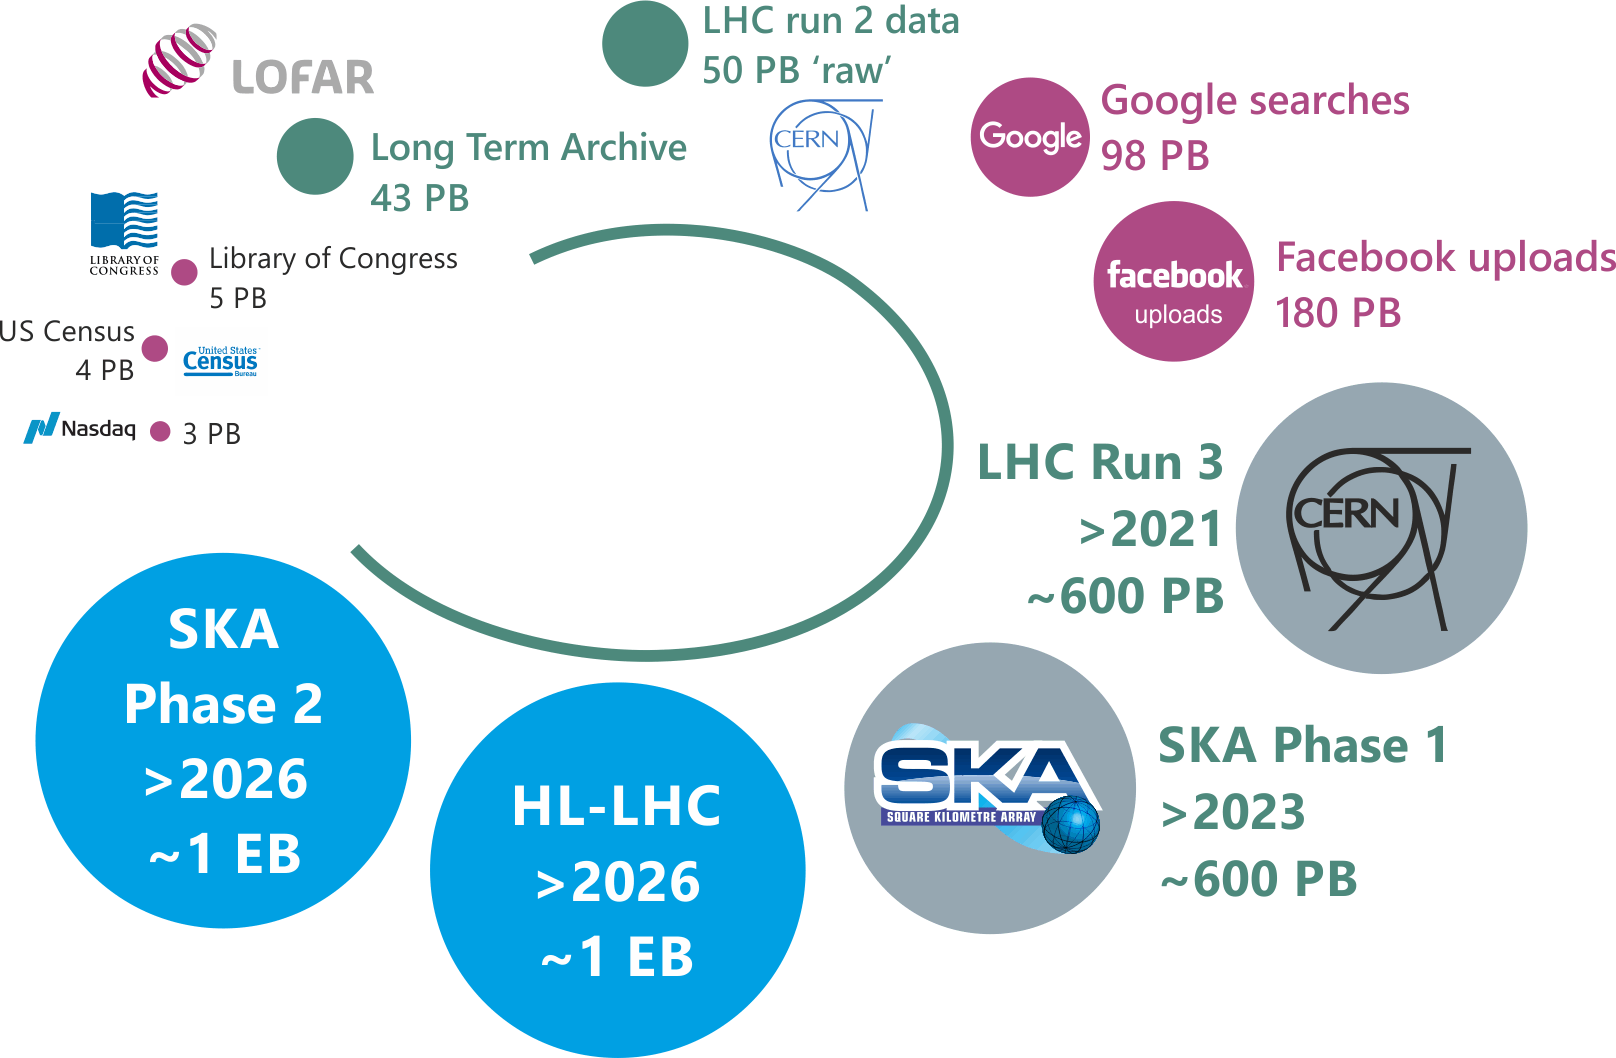 LOFAR
Long Term Archive
43 PB
LHC run 2 data
50 PB ‘raw’
CERN
Google
Google searches
98 PB
facebook
uploads
Facebook uploads
180 PB
LIBRARY OF
CONGRESS
Library of Congress
5 PB
US Census
4 PB
United States
Census
Bureau
Nasdaq
3 PB
LHC Run 3
>2021
~600 PB
CERN
SKA
SQUARE KILOMETRE ARRAY
SKA Phase 1
>2023
~600 PB
HL-LHC
>2026
~1 EB
SKA
Phase 2
>2026
~1 EB